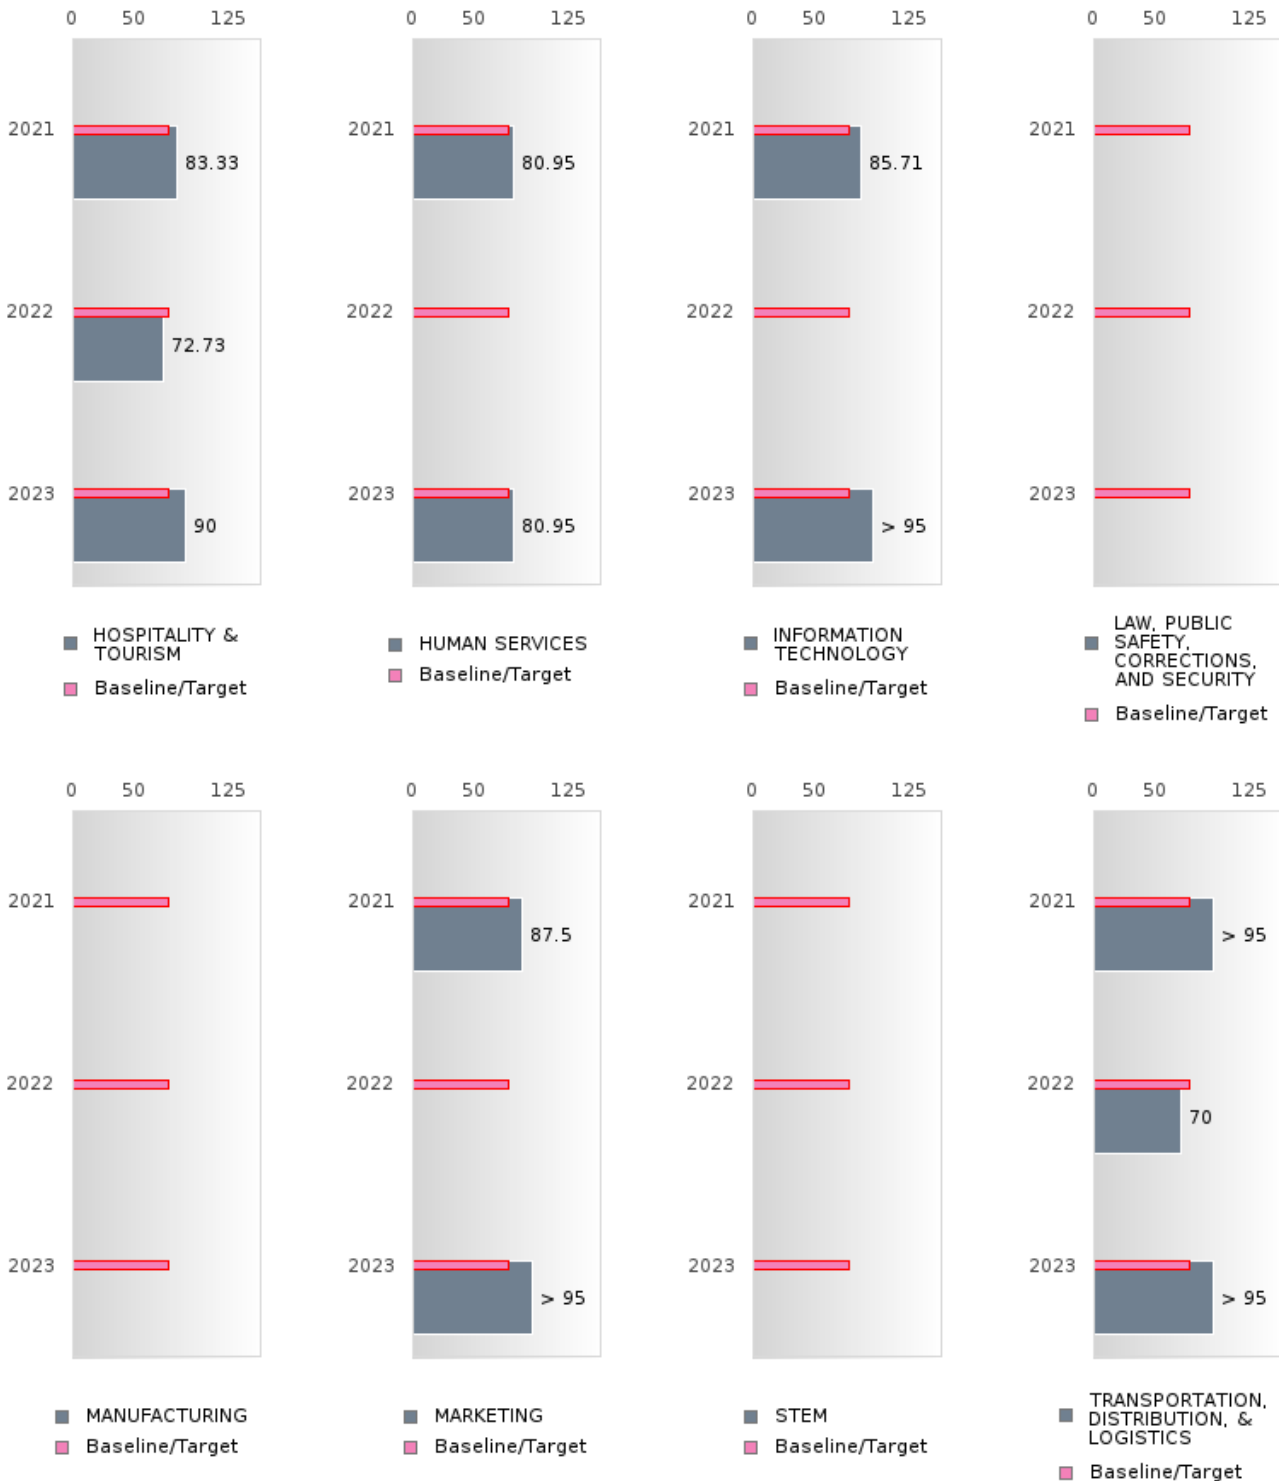 0 50 125 0 50 125 0 50 125 0 50 125
2021 2021 2021 2021
83.33 80.95 85.71
2022 2022 2022 2022
72.73
2023 2023 2023 2023
90 80.95 > 95
HOSPITALITY &
TOURISM
Baseline/Target
HUMAN SERVICES
Baseline/Target
INFORMATION
TECHNOLOGY
Baseline/Target
LAW, PUBLIC
SAFETY,
CORRECTIONS,
AND SECURITY
Baseline/Target
0 50 125 0 50 125 0 50 125 0 50 125
2021 2021 2021 2021
87.5 > 95
2022 2022 2022 2022
70
2023 2023 2023 2023
> 95 > 95
MANUFACTURING
Baseline/Target
MARKETING
Baseline/Target
STEM
Baseline/Target
TRANSPORTATION,
DISTRIBUTION, &
LOGISTICS
Baseline/Target